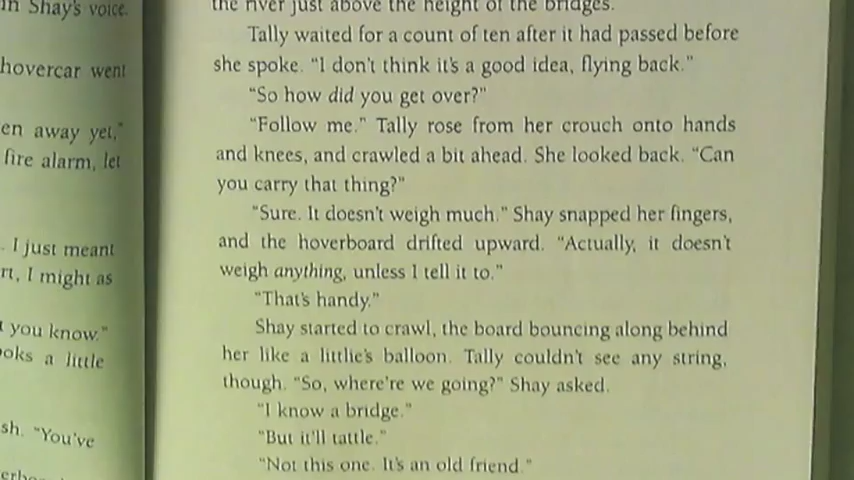 in Shay's voice.
hovercar went
en away yet,"
fire alarm, let
. I just meant
rt, I might as
t you know."
ooks a little
sh. "You've
the river just above the height of the bridges.
Tally waited for a count of ten after it had passed before
she spoke. "I don't think it's a good idea, flying back."
"So how did you get over?"
"Follow me." Tally rose from her crouch onto hands
and knees, and crawled a bit ahead. She looked back. "Can
you carry that thing?"
"Sure. It doesn't weigh much." Shay snapped her fingers,
and the hoverboard drifted upward. "Actually, it doesn't
weigh anything, unless I tell it to."
"That's handy."
Shay started to crawl, the board bouncing along behind
her like a littlie's balloon. Tally couldn't see any string,
though. "So, where're we going?" Shay asked.
"I know a bridge."
"But it'll tattle."
"Not this one. It's an old friend."